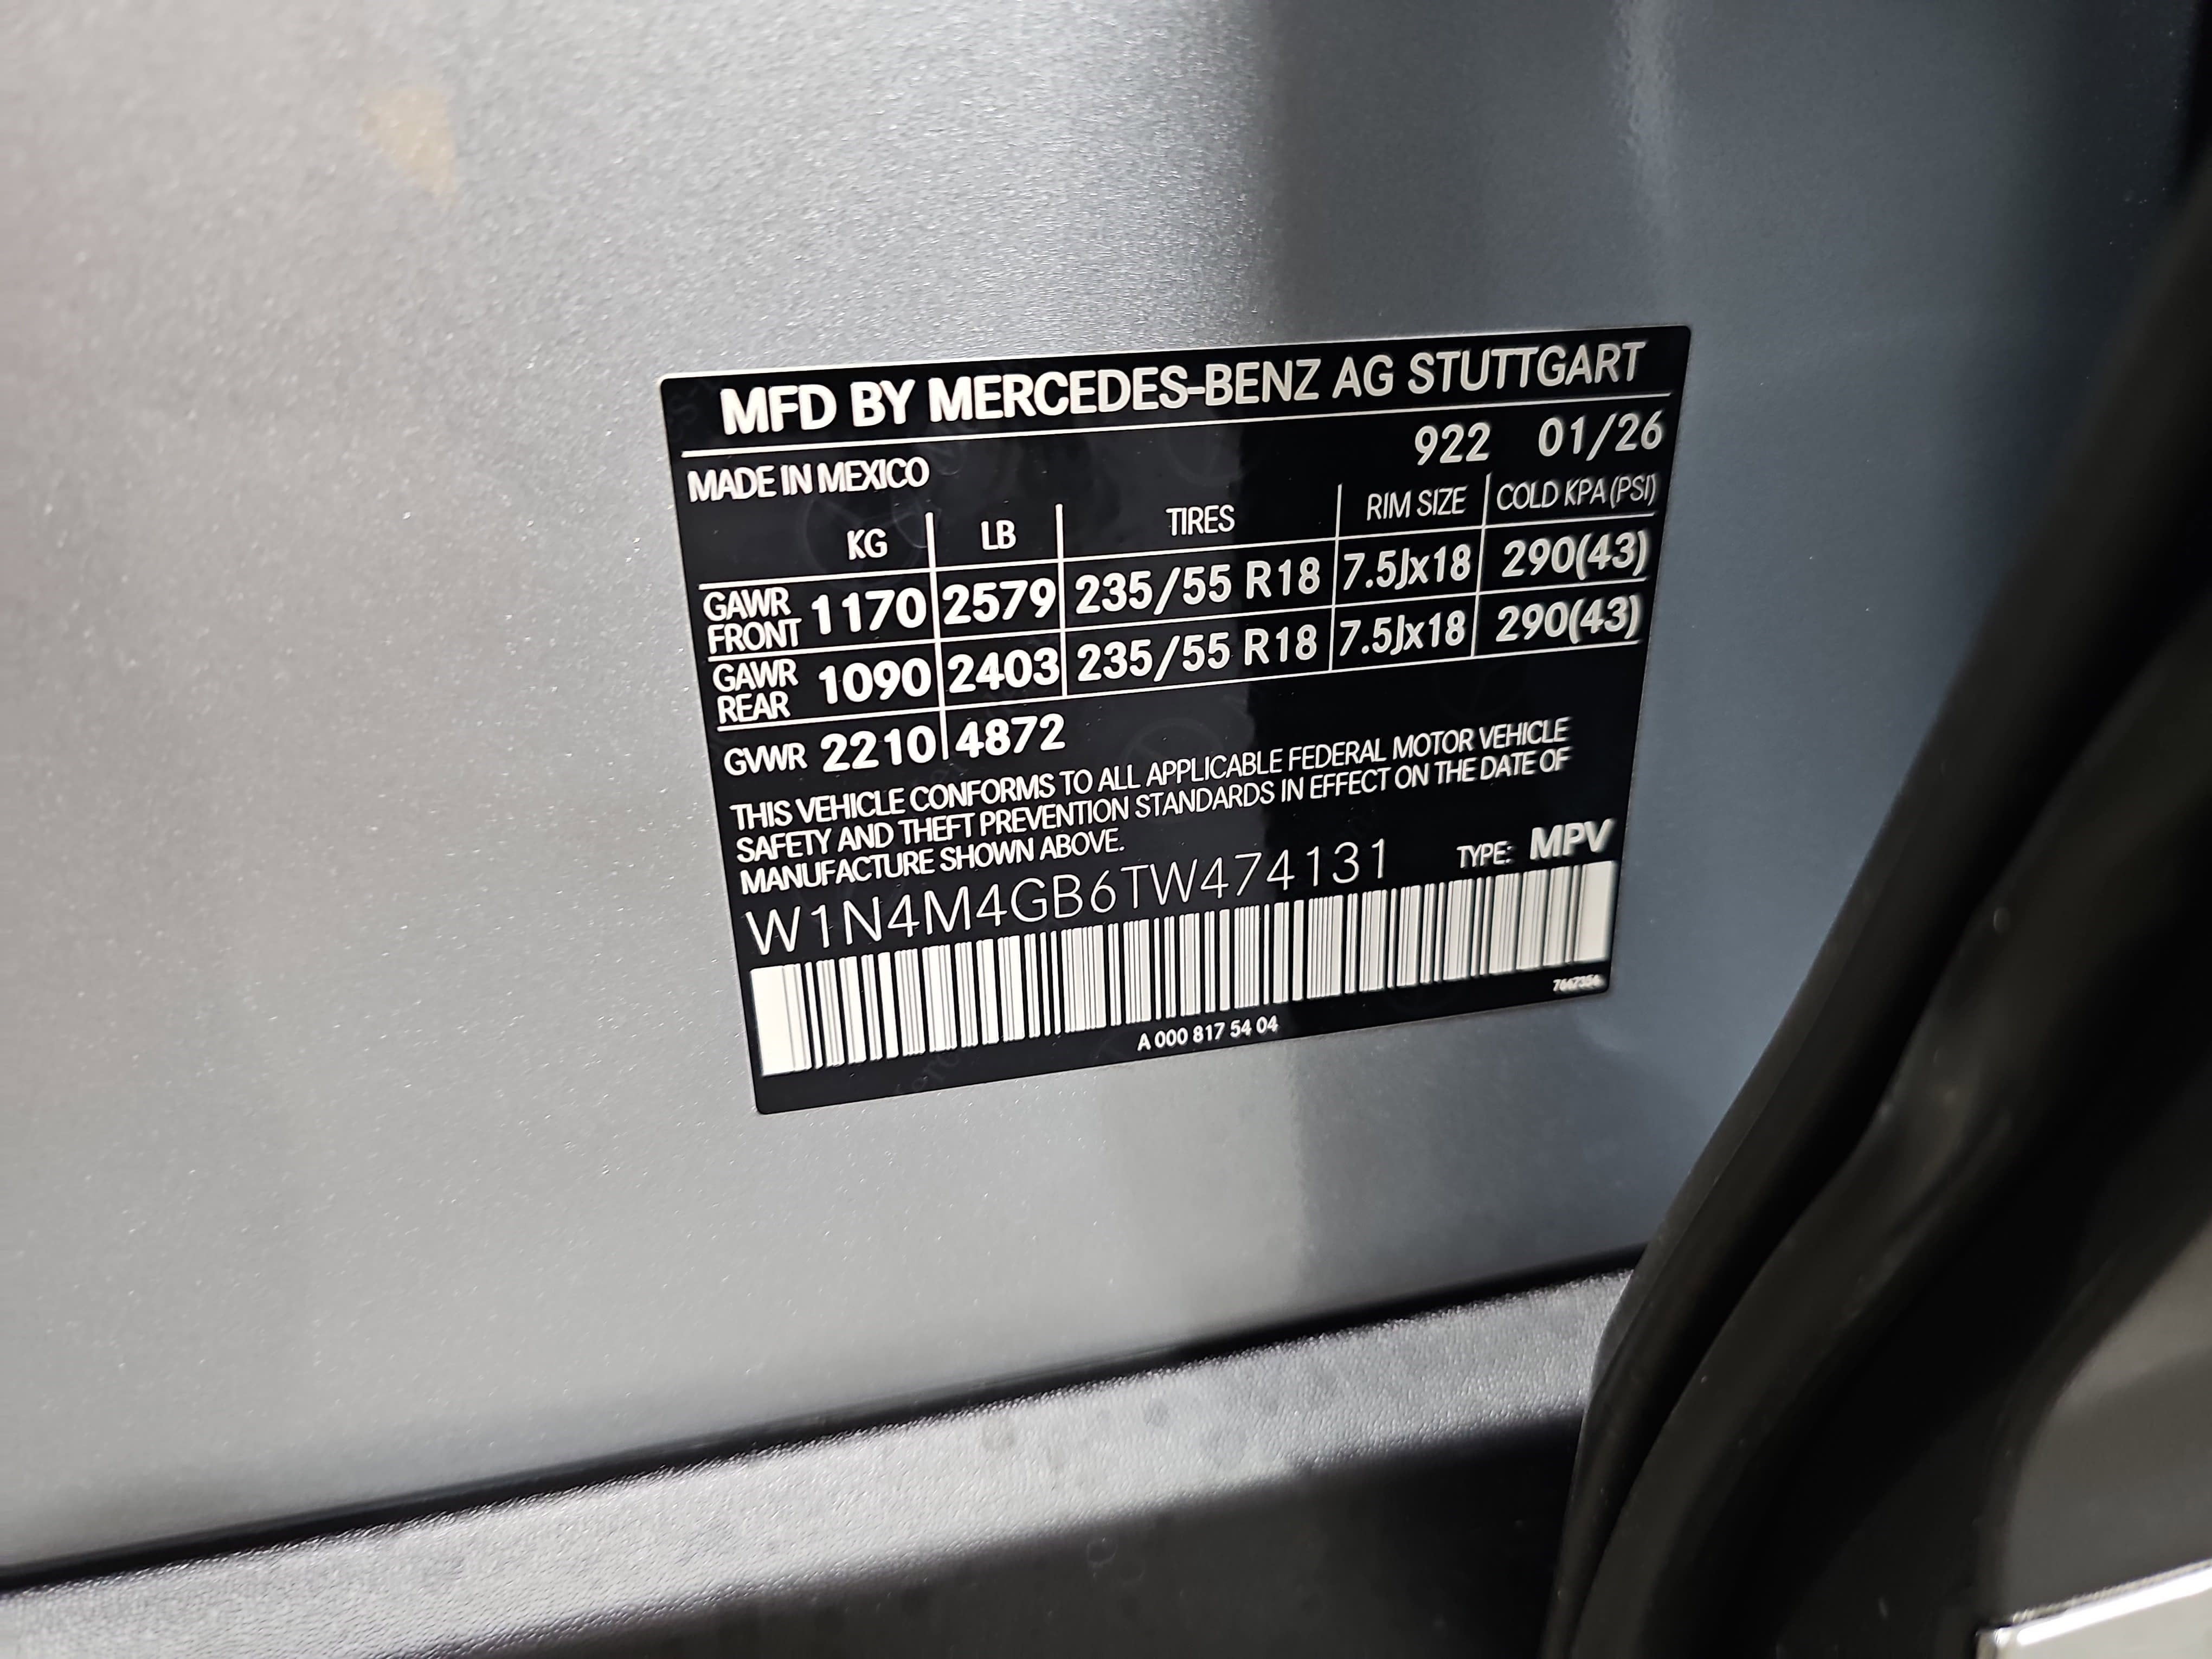 MFD BY MERCEDES-BENZ AG STUTTGART
922 01/26
MADE IN MEXICO
KG LB TIRES RIM SIZE COLD KPA (PSI)
GAWR FRONT 1170 2579 235/55 R18 7.5Jx18 290(43)
GAWR REAR 1090 2403 235/55 R18 7.5Jx18 290(43)
GVWR 2210 4872
THIS VEHICLE CONFORMS TO ALL APPLICABLE FEDERAL MOTOR VEHICLE
SAFETY AND THEFT PREVENTION STANDARDS IN EFFECT ON THE DATE OF
MANUFACTURE SHOWN ABOVE.
W1N4M4GB6TW474131 TYPE: MPV
A 000 817 54 04